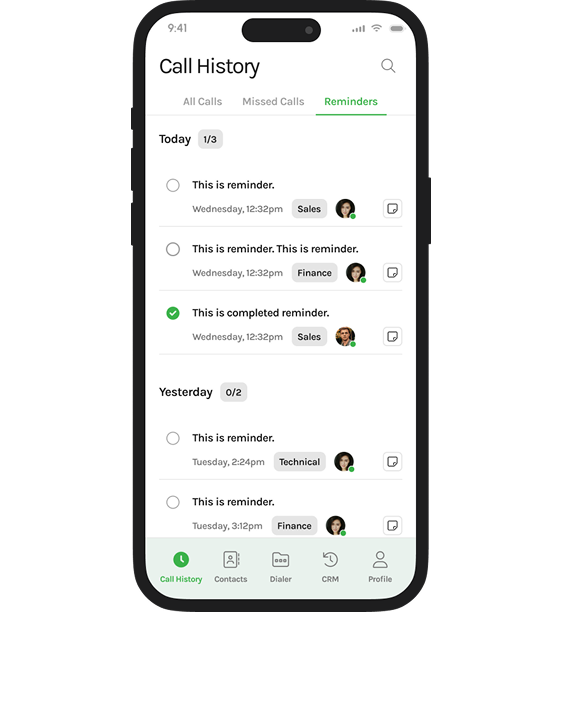 9:41
Call History
All Calls Missed Calls Reminders
Today 1/3
This is reminder.
Wednesday, 12:32pm Sales
This is reminder. This is reminder.
Wednesday, 12:32pm Finance
This is completed reminder.
Wednesday, 12:32pm Sales
Yesterday 0/2
This is reminder.
Tuesday, 2:24pm Technical
This is reminder.
Tuesday, 3:12pm Finance
Call History Contacts Dialer CRM Profile